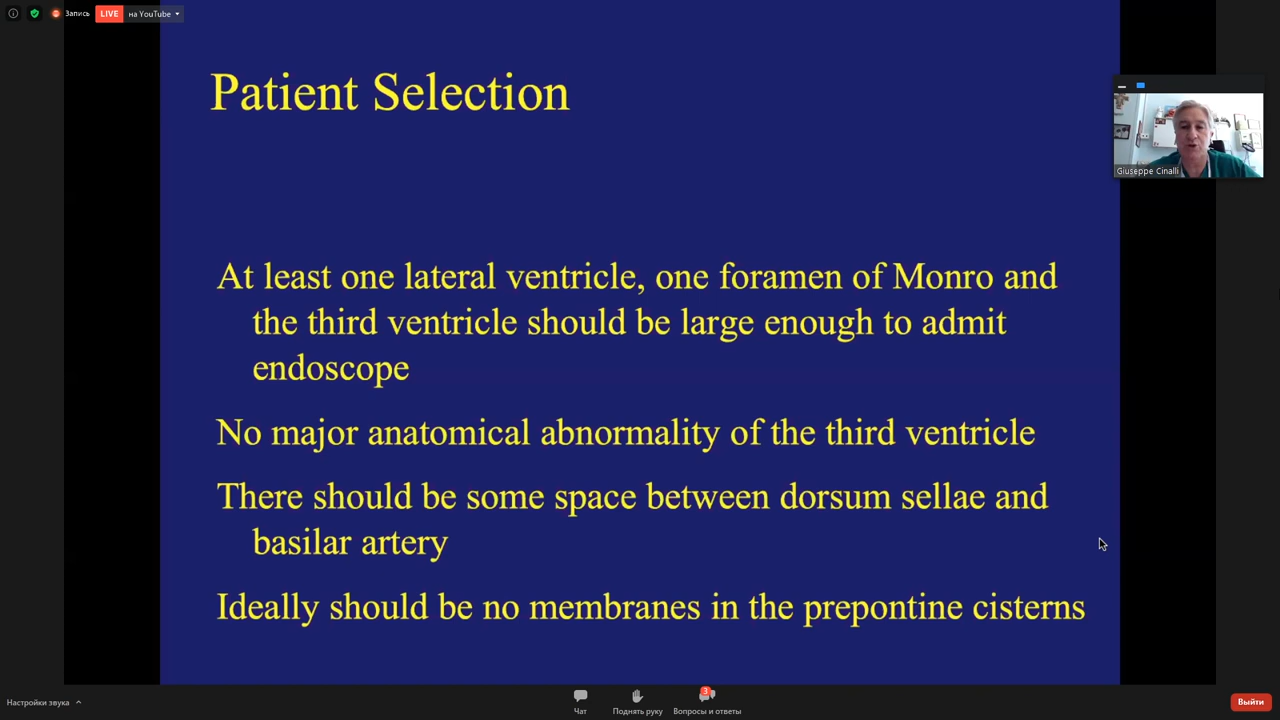 Запись
LIVE
на YouTube
Patient Selection
Giuseppe Cinalli
At least one lateral ventricle, one foramen of Monro and
the third ventricle should be large enough to admit
endoscope
No major anatomical abnormality of the third ventricle
There should be some space between dorsum sellae and
basilar artery
Ideally should be no membranes in the prepontine cisterns
Настройки звука
Чат
Поднять руку
3
Вопросы и ответы
Выйти